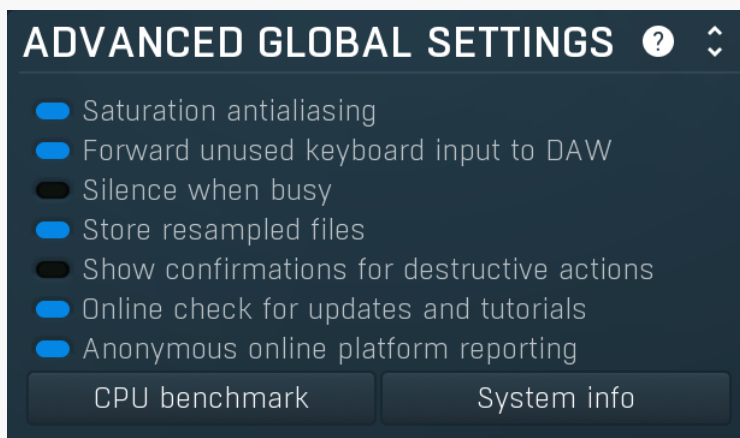 ADVANCED GLOBAL SETTINGS ?
Saturation antialiasing
Forward unused keyboard input to DAW
Silence when busy
Store resampled files
Show confirmations for destructive actions
Online check for updates and tutorials
Anonymous online platform reporting
CPU benchmark System info